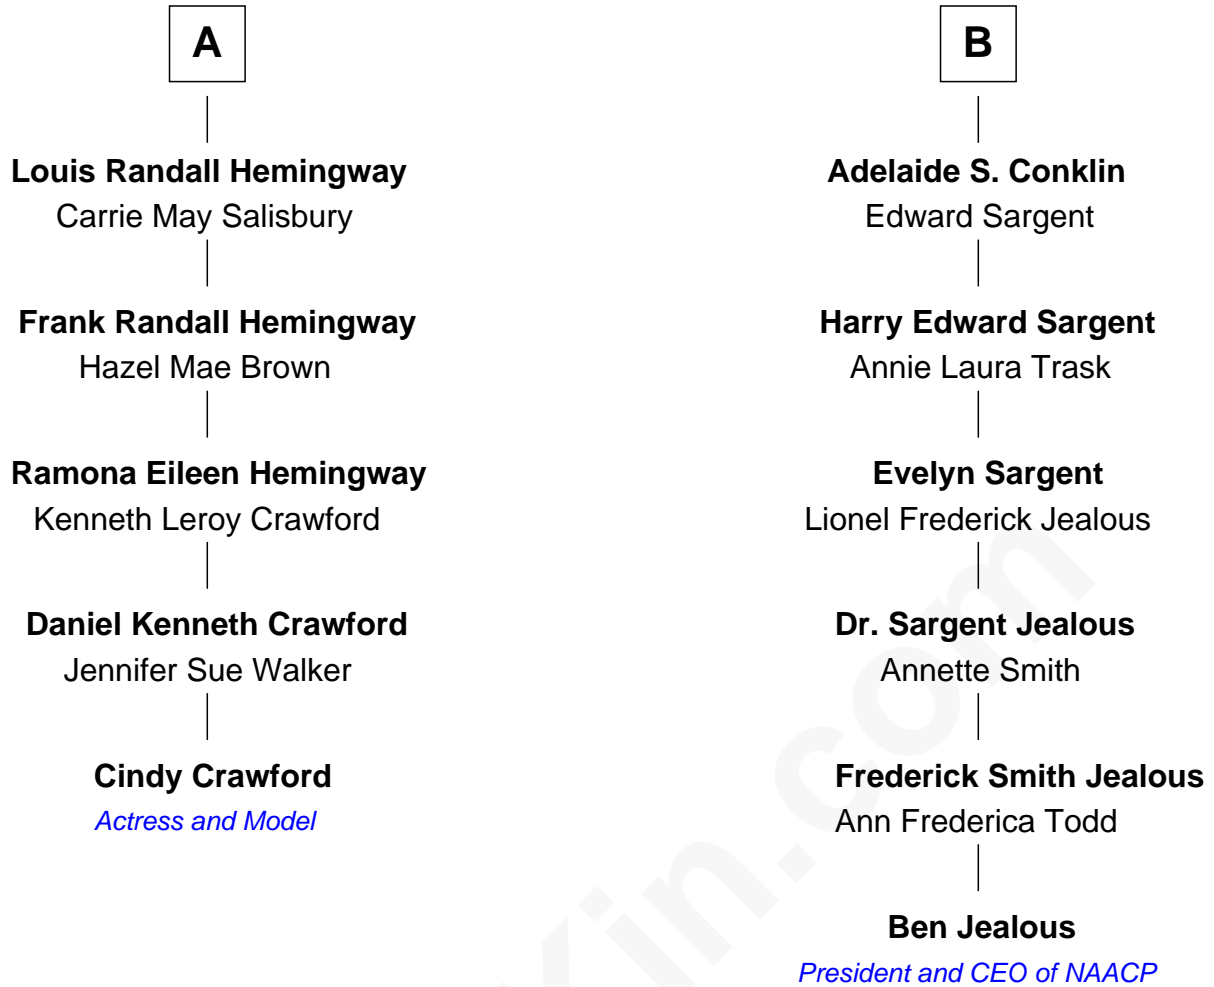 A
Louis Randall Hemingway
Carrie May Salisbury
Frank Randall Hemingway
Hazel Mae Brown
Ramona Eileen Hemingway
Kenneth Leroy Crawford
Daniel Kenneth Crawford
Jennifer Sue Walker
Cindy Crawford
Actress and Model
B
Adelaide S. Conklin
Edward Sargent
Harry Edward Sargent
Annie Laura Trask
Evelyn Sargent
Lionel Frederick Jealous
Dr. Sargent Jealous
Annette Smith
Frederick Smith Jealous
Ann Frederica Todd
Ben Jealous
President and CEO of NAACP